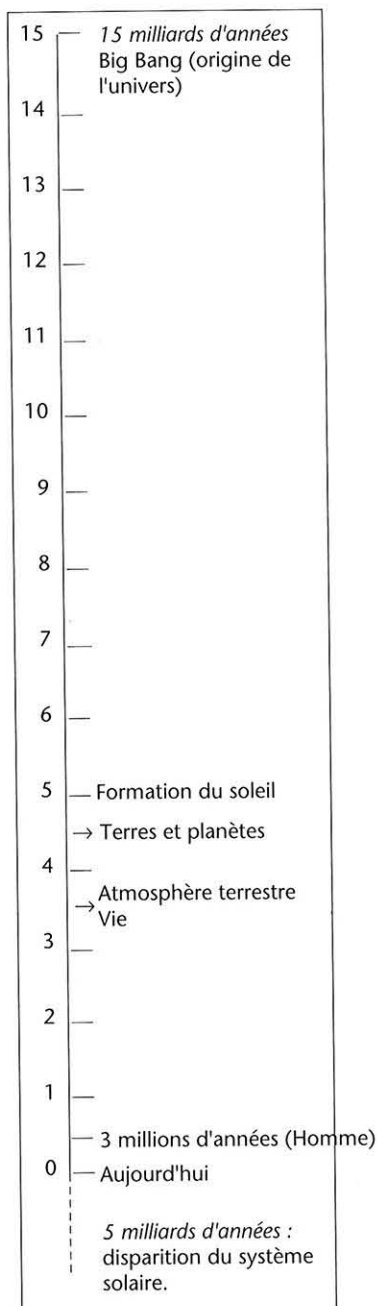 15 15 milliards d'années
Big Bang (origine de
l'univers)
14
13
12
11
10
9
8
7
6
5 Formation du soleil
→ Terres et planètes
4
→ Atmosphère terrestre
Vie
3
2
1
3 millions d'années (Homme)
0 Aujourd'hui
5 milliards d'années :
disparition du système
solaire.